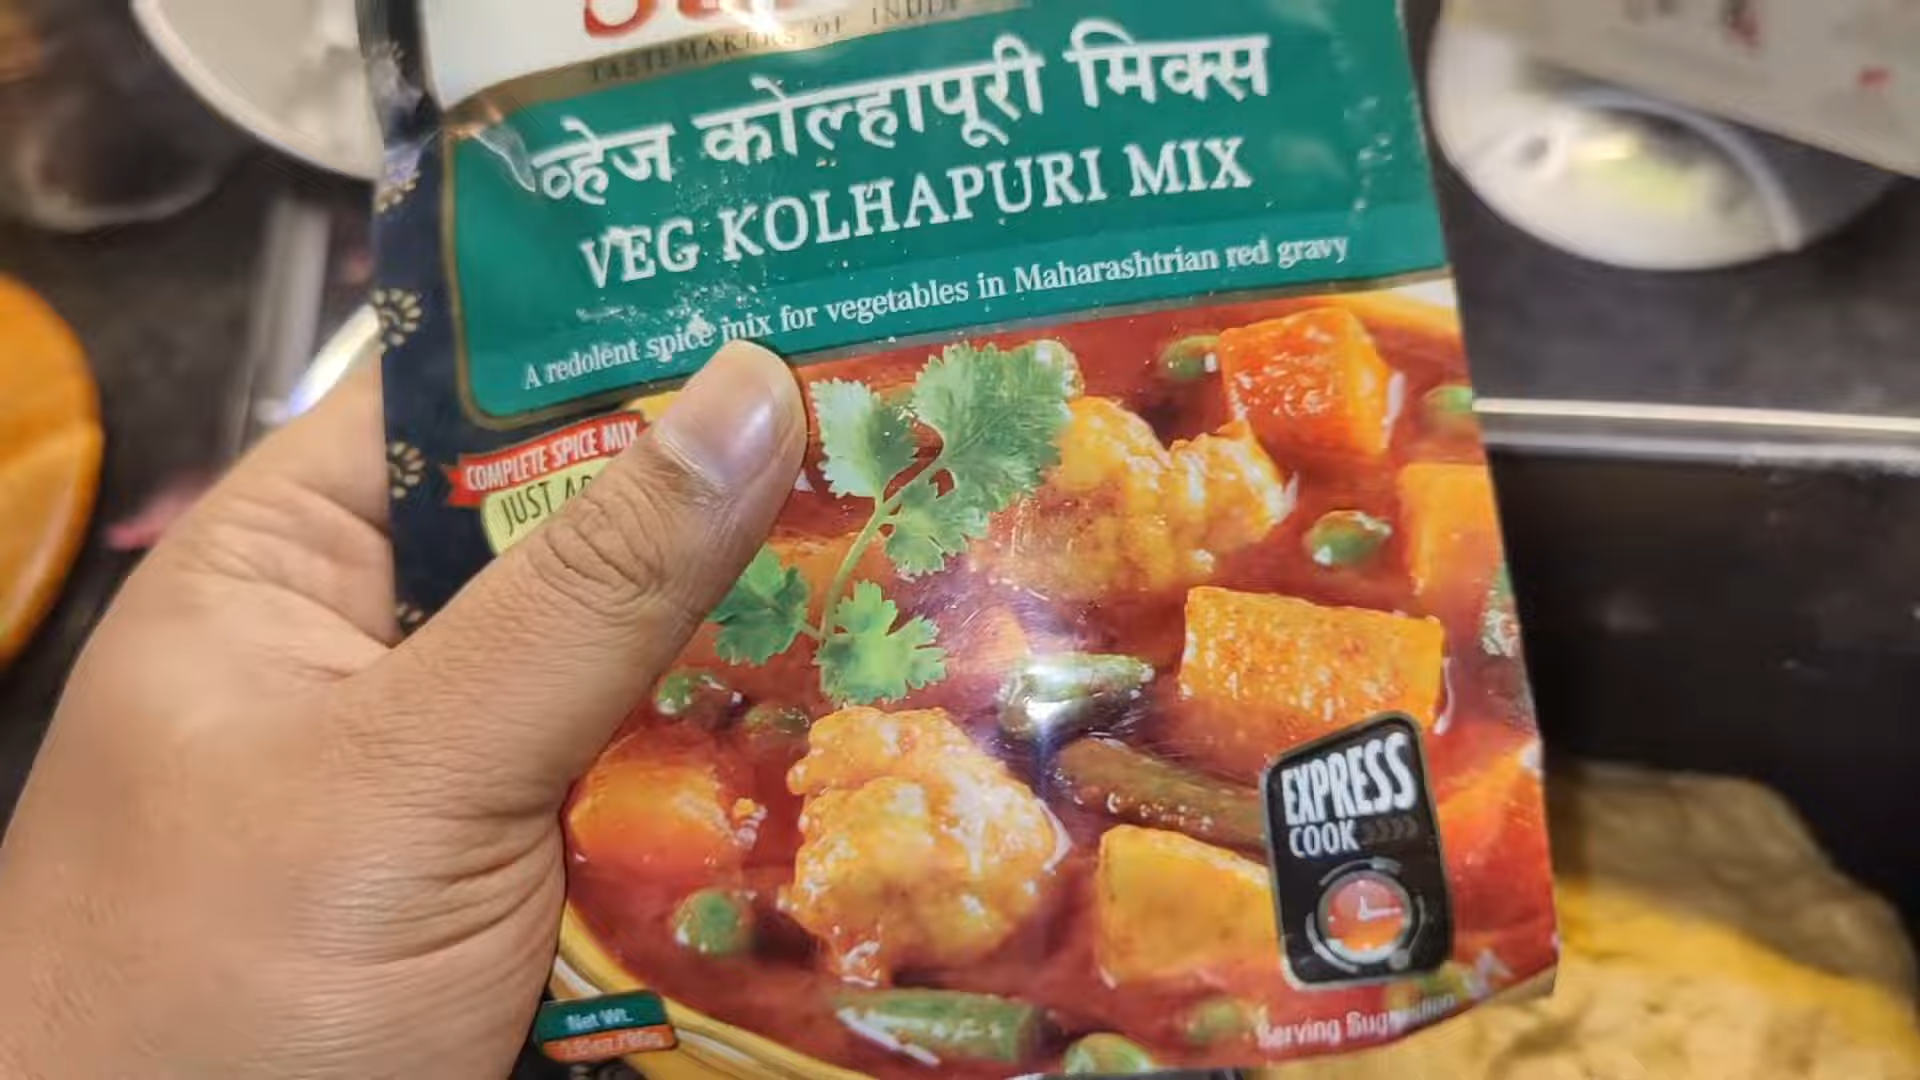 TASTEMAKERS OF INDIA
व्हेज कोल्हापूरी मिक्स
VEG KOLHAPURI MIX
A redolent spice mix for vegetables in Maharashtrian red gravy
COMPLETE SPICE MIX
JUST
EXPRESS
COOK
Net Wt.
Serving